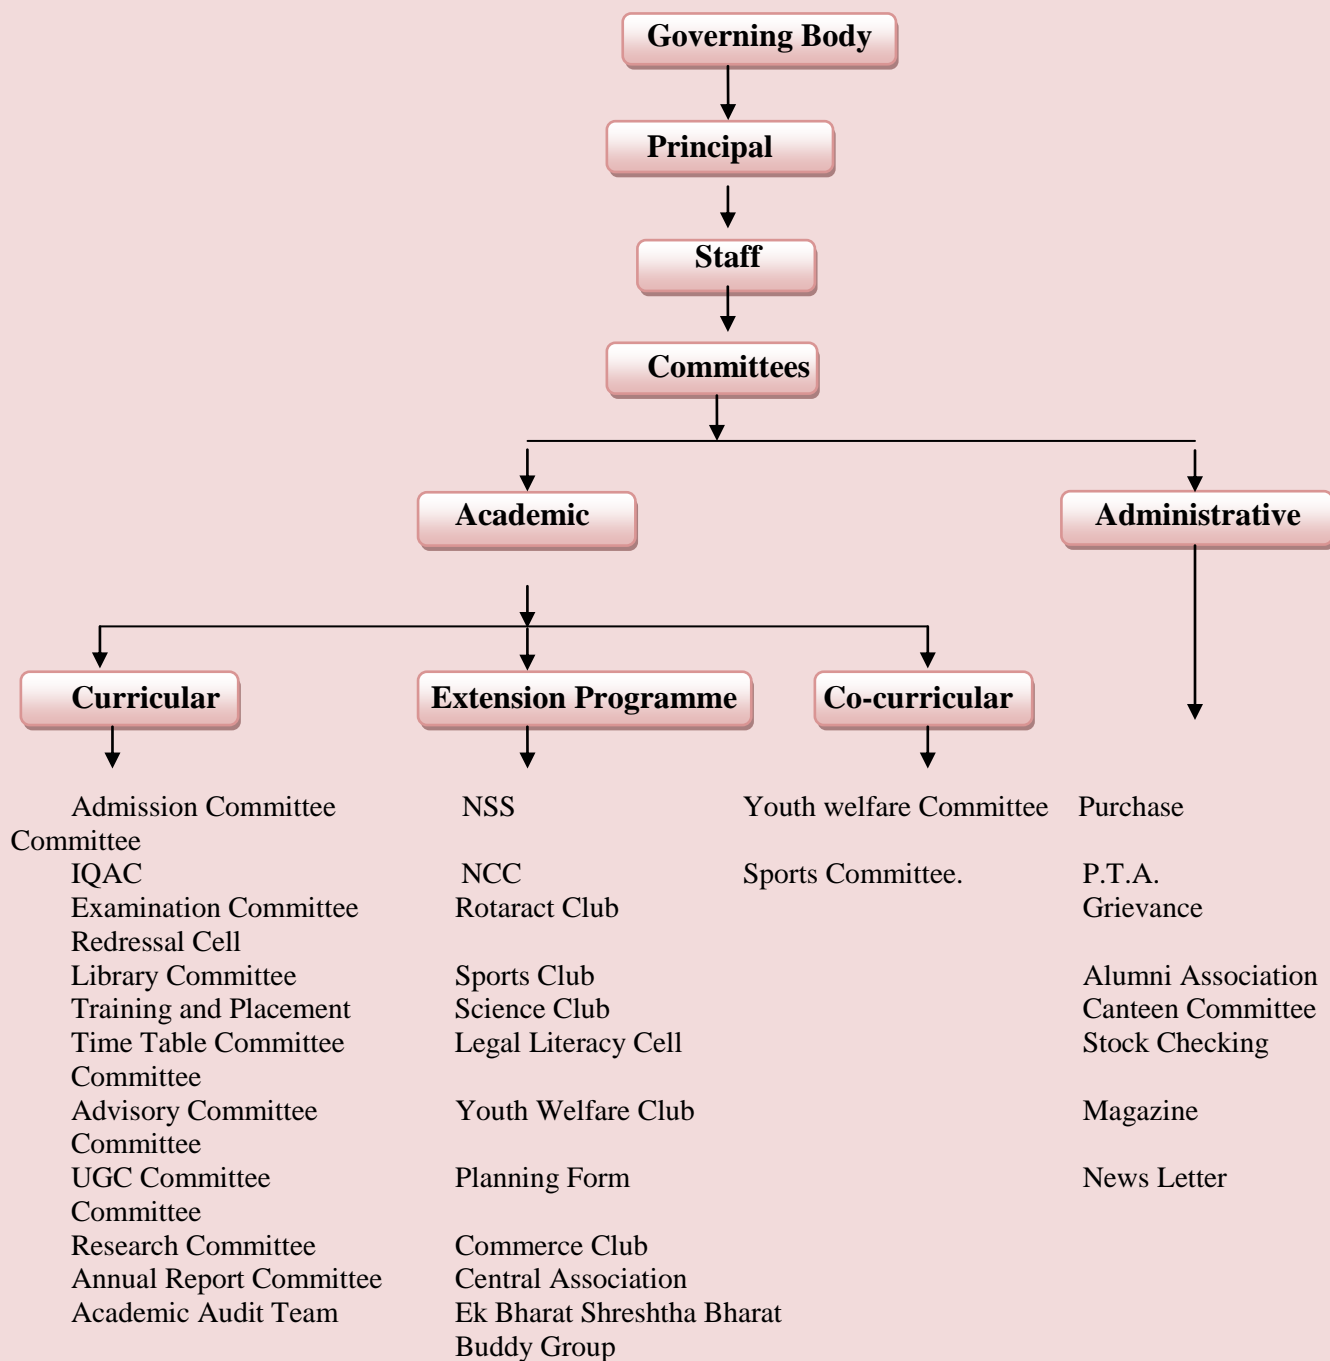 Governing Body
Principal
Staff
Committees
Academic Administrative
Curricular Extension Programme Co-curricular
Admission Committee NSS Youth welfare Committee Purchase
Committee
IQAC NCC Sports Committee. P.T.A.
Examination Committee Rotaract Club Grievance
Redressal Cell
Library Committee Sports Club Alumni Association
Training and Placement Science Club Canteen Committee
Time Table Committee Legal Literacy Cell Stock Checking
Committee
Advisory Committee Youth Welfare Club Magazine
Committee
UGC Committee Planning Form News Letter
Committee
Research Committee Commerce Club
Annual Report Committee Central Association
Academic Audit Team Ek Bharat Shreshtha Bharat
Buddy Group